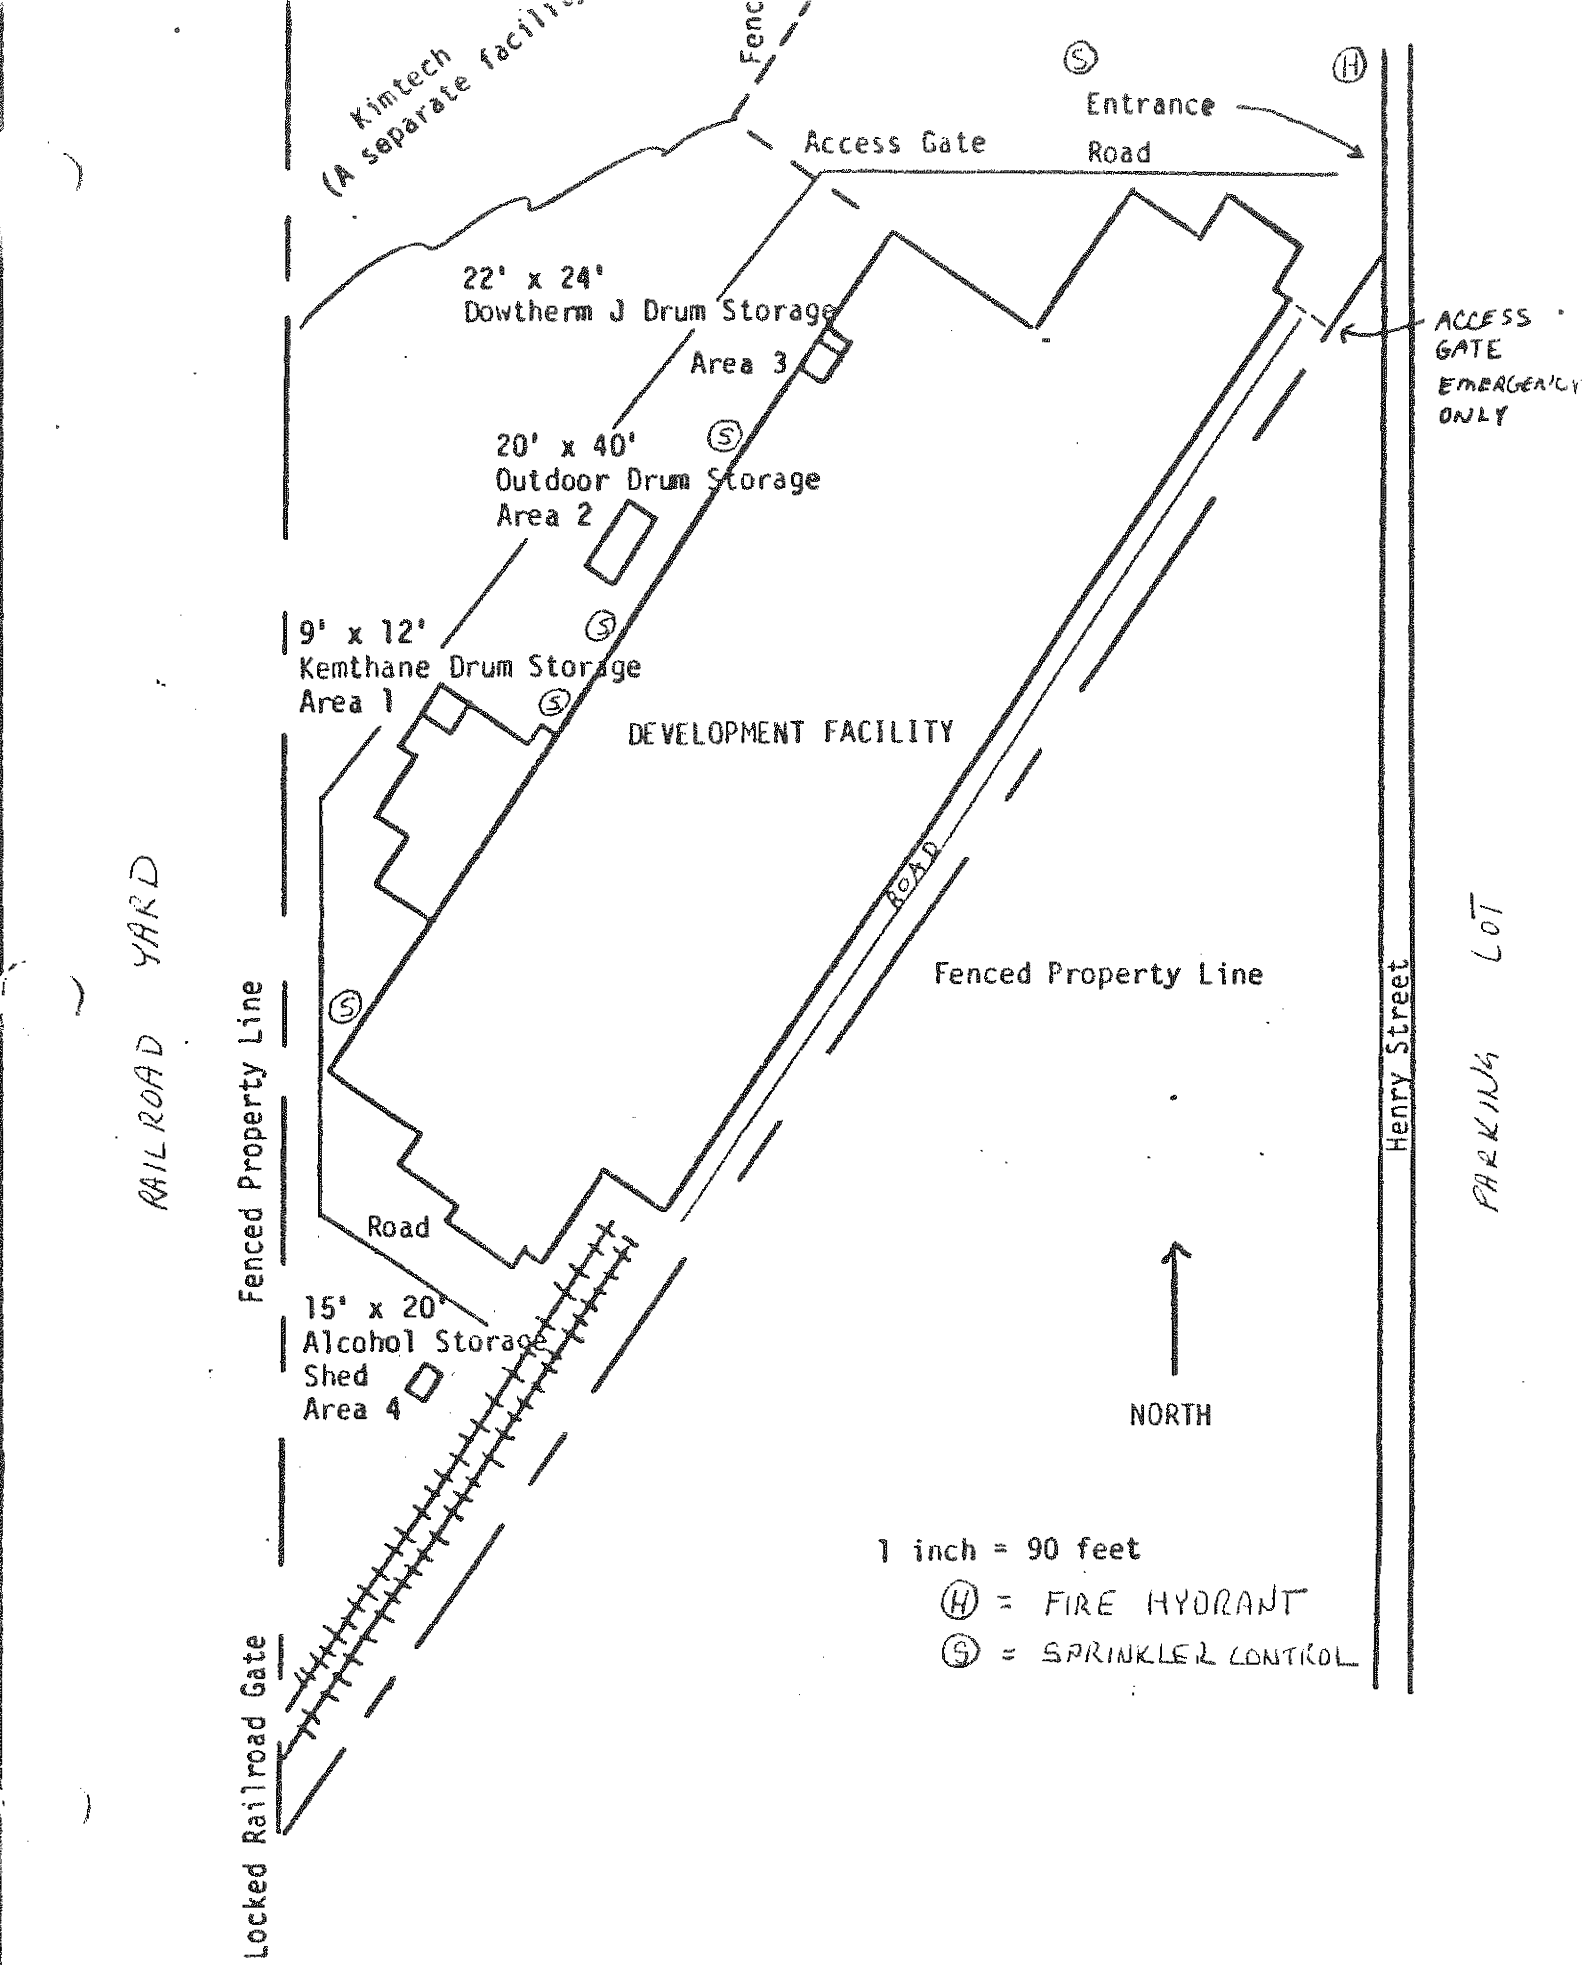 Kimtech
(A separate facility
Fenc
Ⓢ
Ⓗ
Entrance
Road
Access Gate
22' x 24'
Dowtherm J Drum Storage
Area 3
ACCESS
GATE
EMERGENCY
ONLY
Ⓢ
20' x 40'
Outdoor Drum Storage
Area 2
Ⓢ
9' x 12'
Kemthane Drum Storage
Area 1
Ⓢ
DEVELOPMENT FACILITY
ROAD
RAILROAD YARD
Fenced Property Line
Ⓢ
Fenced Property Line
Henry Street
PARKING LOT
Road
15' x 20'
Alcohol Storage
Shed
Area 4
NORTH
1 inch = 90 feet
Ⓗ = FIRE HYDRANT
Ⓢ = SPRINKLER CONTROL
Locked Railroad Gate